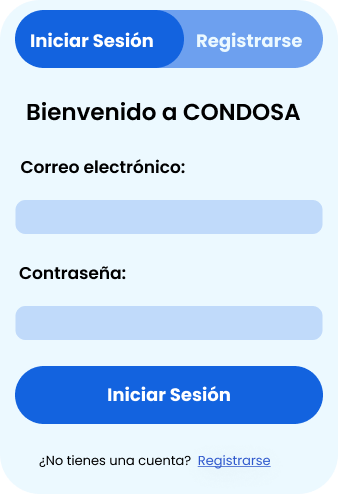 Iniciar Sesión Registrarse
Bienvenido a CONDOSA
Correo electrónico:
Contraseña:
Iniciar Sesión
¿No tienes una cuenta? Registrarse